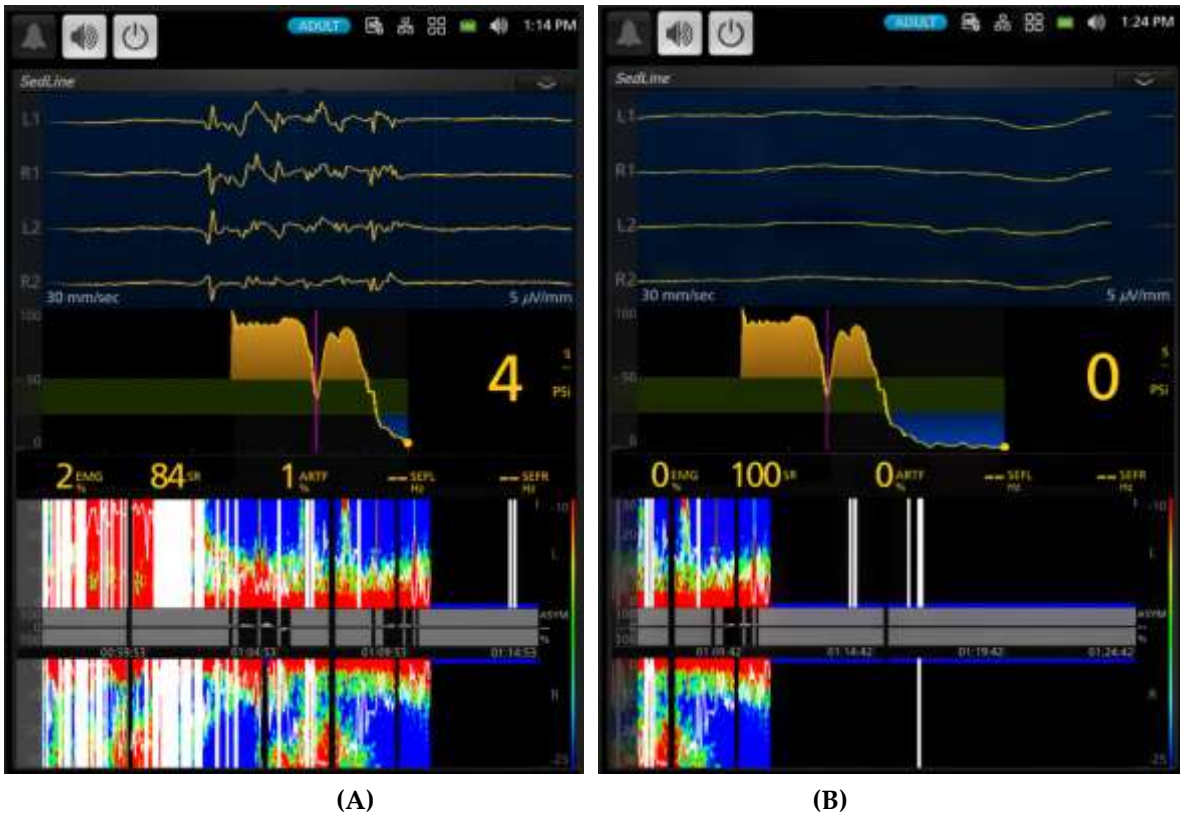 ADULT 1:14 PM
SedLine
L1
R1
L2
R2
30 mm/sec 5 µV/mm
100
50
0
4
PSi
2 EMG % 84 SR 1 ARTF % -- SEFL Hz -- SEFR Hz
-10
L
ASYM
%
00:59:53 01:04:53 01:09:53 01:14:53
R
-25
(A)
ADULT 1:24 PM
SedLine
L1
R1
L2
R2
30 mm/sec 5 µV/mm
100
50
0
0
PSi
0 EMG % 100 SR 0 ARTF % -- SEFL Hz -- SEFR Hz
-10
L
ASYM
%
01:09:42 01:14:42 01:19:42 01:24:42
R
-25
(B)